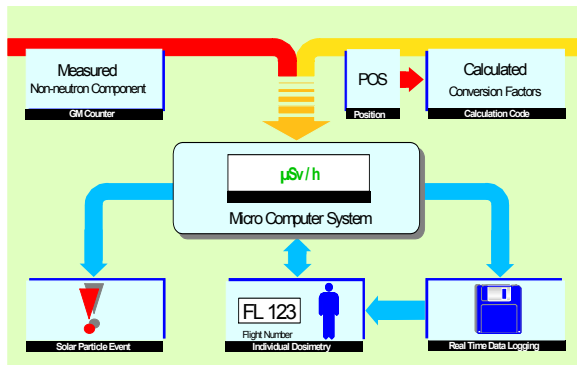 Measured
Non-neutron Component
GM Counter
POS
Position
Calculated
Conversion Factors
Calculation Code
µSv / h
Micro Computer System
Solar Particle Event
FL 123
Flight Number
Individual Dosimetry
Real Time Data Logging